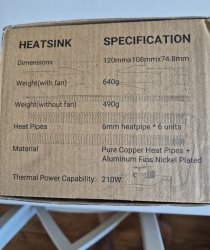 HEATSINK SPECIFICATION
Dimensions 120mmx108mmx74.8mm
Weight(with fan) 640g
Weight(without fan) 490g
Heat Pipes 6mm heatpipe * 6 units
Material Pure Copper Heat Pipes +
Aluminum Fins Nickel Plated
Thermal Power Capability: 210W